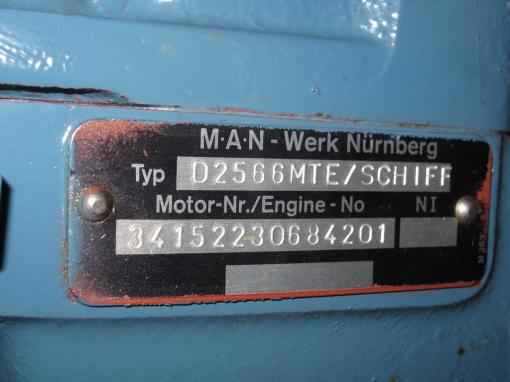 M·A·N - Werk Nürnberg
Typ D2566MTE/SCHIFF
Motor-Nr./Engine - No NI
34152230684201